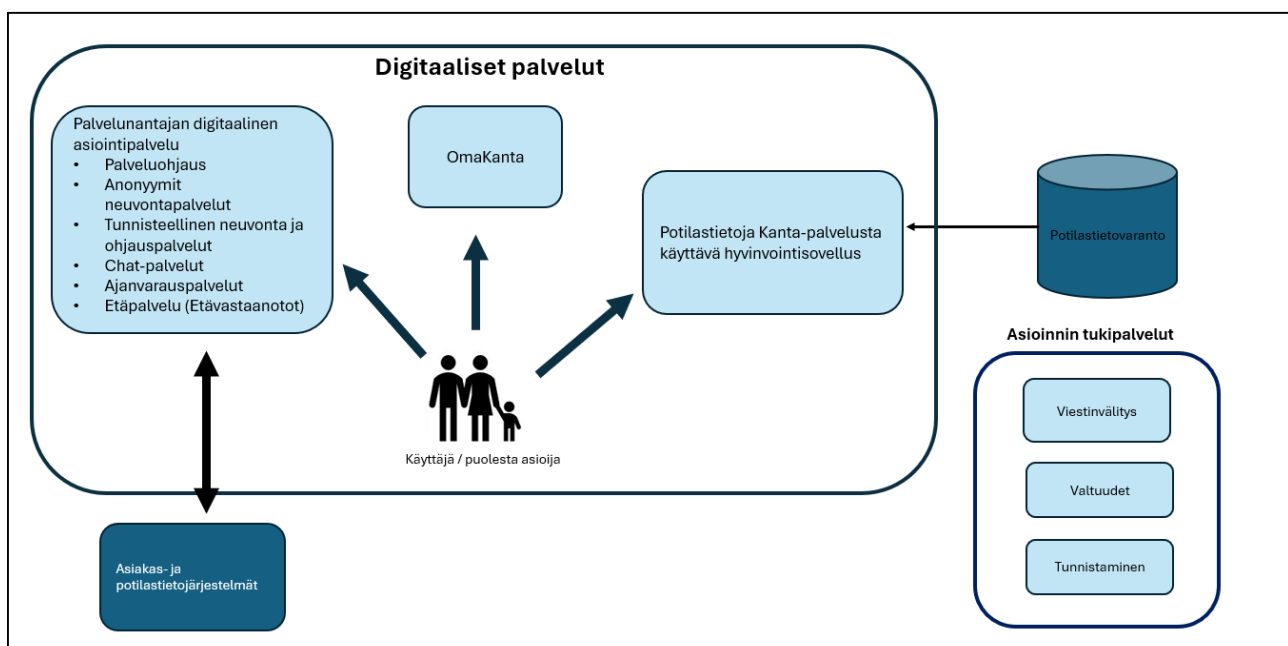 Digitaaliset palvelut
Palvelunantajan digitaalinen
asiointipalvelu
• Palveluohjaus
• Anonyymit
neuvontapalvelut
• Tunnisteellinen neuvonta ja
ohjauspalvelut
• Chat-palvelut
• Ajanvarauspalvelut
• Etäpalvelu (Etävastaanotot)
OmaKanta
Potilastietoja Kanta-palvelusta
käyttävä hyvinvointisovellus
Potilastietovaranto
Käyttäjä / puolesta asioija
Asiakas- ja
potilastietojärjestelmät
Asioinnin tukipalvelut
Viestinvälitys
Valtuudet
Tunnistaminen